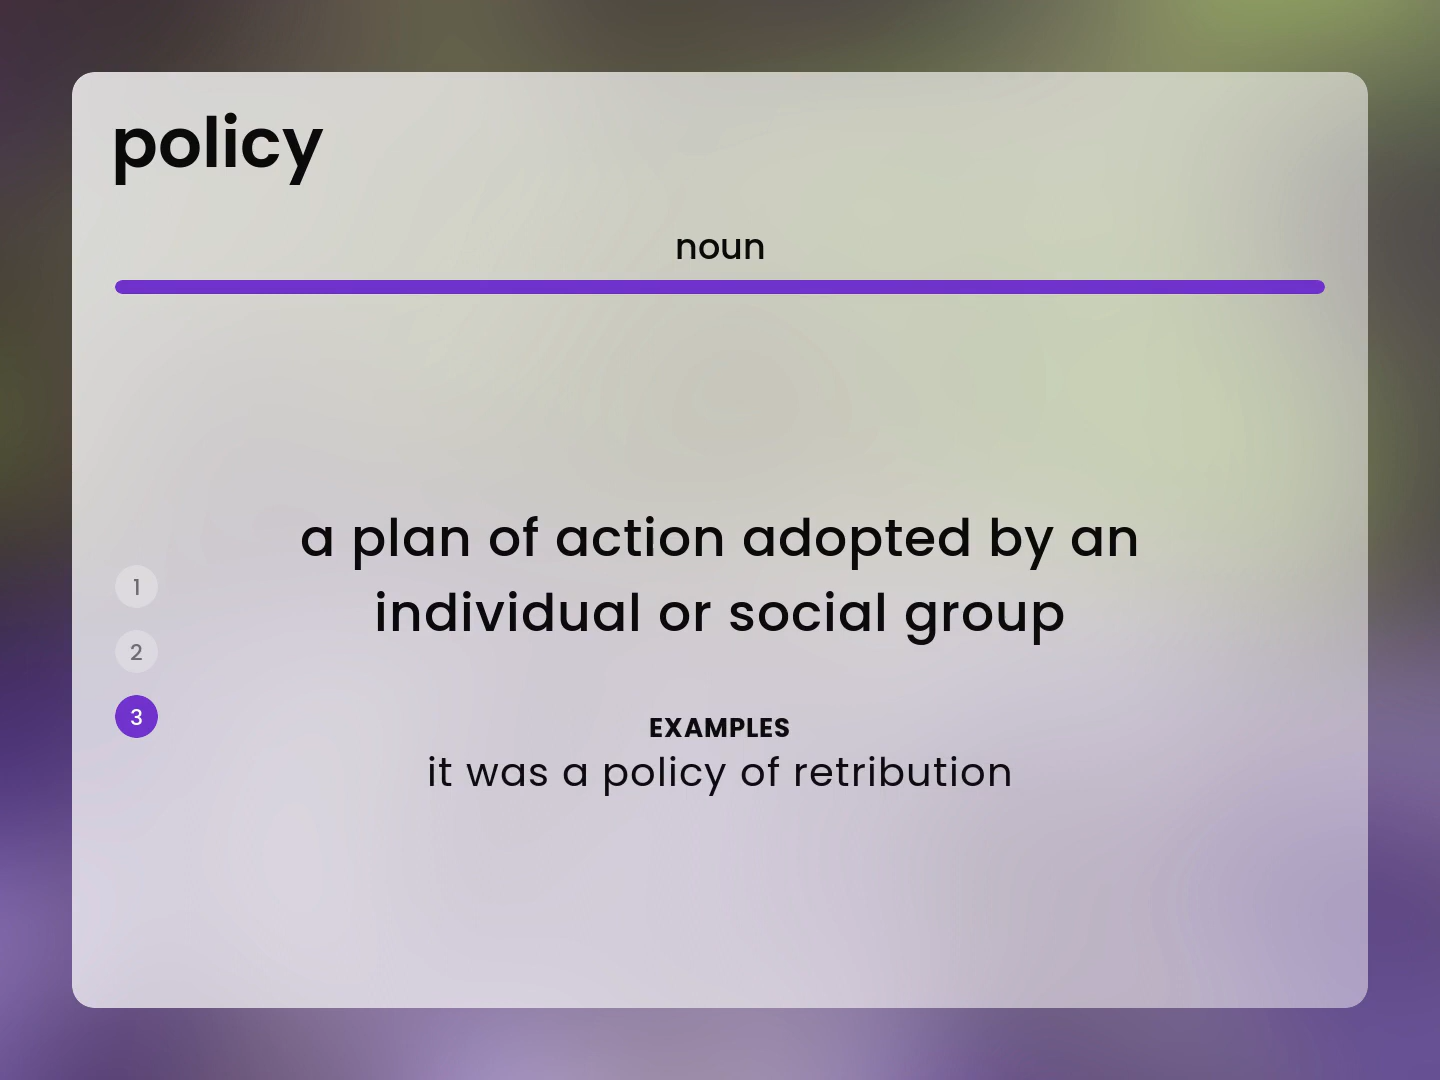 policy
noun
a plan of action adopted by an
individual or social group
1
2
3
EXAMPLES
it was a policy of retribution